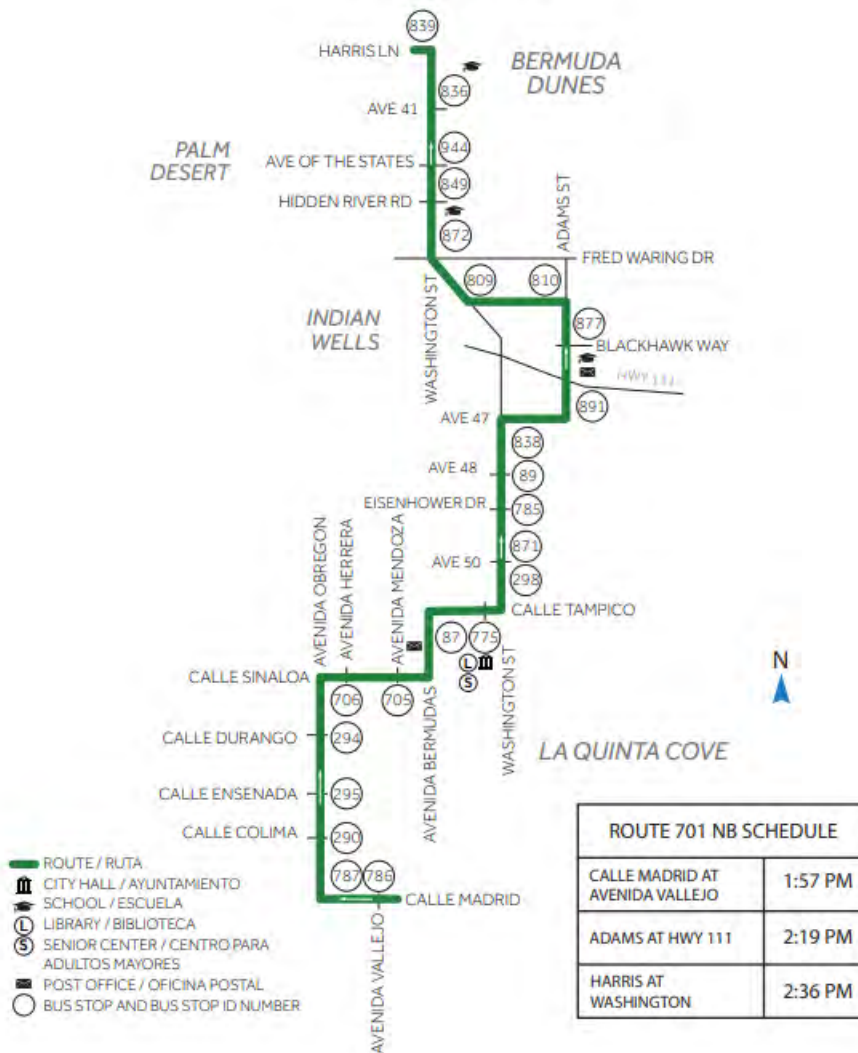 839
HARRIS LN
BERMUDA
DUNES
836
AVE 41
PALM
DESERT
944
AVE OF THE STATES
849
HIDDEN RIVER RD
872
ADAMS ST
FRED WARING DR
WASHINGTON ST
809
810
INDIAN
WELLS
877
BLACKHAWK WAY
HWY 111
891
AVE 47
838
AVE 48
89
EISENHOWER DR
785
871
AVE 50
298
CALLE TAMPICO
AVENIDA OBREGON
AVENIDA HERRERA
AVENIDA MENDOZA
87
775
L
S
WASHINGTON ST
N
CALLE SINALOA
706
705
AVENIDA BERMUDAS
CALLE DURANGO
294
LA QUINTA COVE
CALLE ENSENADA
295
CALLE COLIMA
290
787
786
CALLE MADRID
AVENIDA VALLEJO
ROUTE / RUTA
CITY HALL / AYUNTAMIENTO
SCHOOL / ESCUELA
L LIBRARY / BIBLIOTECA
S SENIOR CENTER / CENTRO PARA
ADULTOS MAYORES
POST OFFICE / OFICINA POSTAL
BUS STOP AND BUS STOP ID NUMBER
ROUTE 701 NB SCHEDULE
CALLE MADRID AT
AVENIDA VALLEJO
1:57 PM
ADAMS AT HWY 111
2:19 PM
HARRIS AT
WASHINGTON
2:36 PM